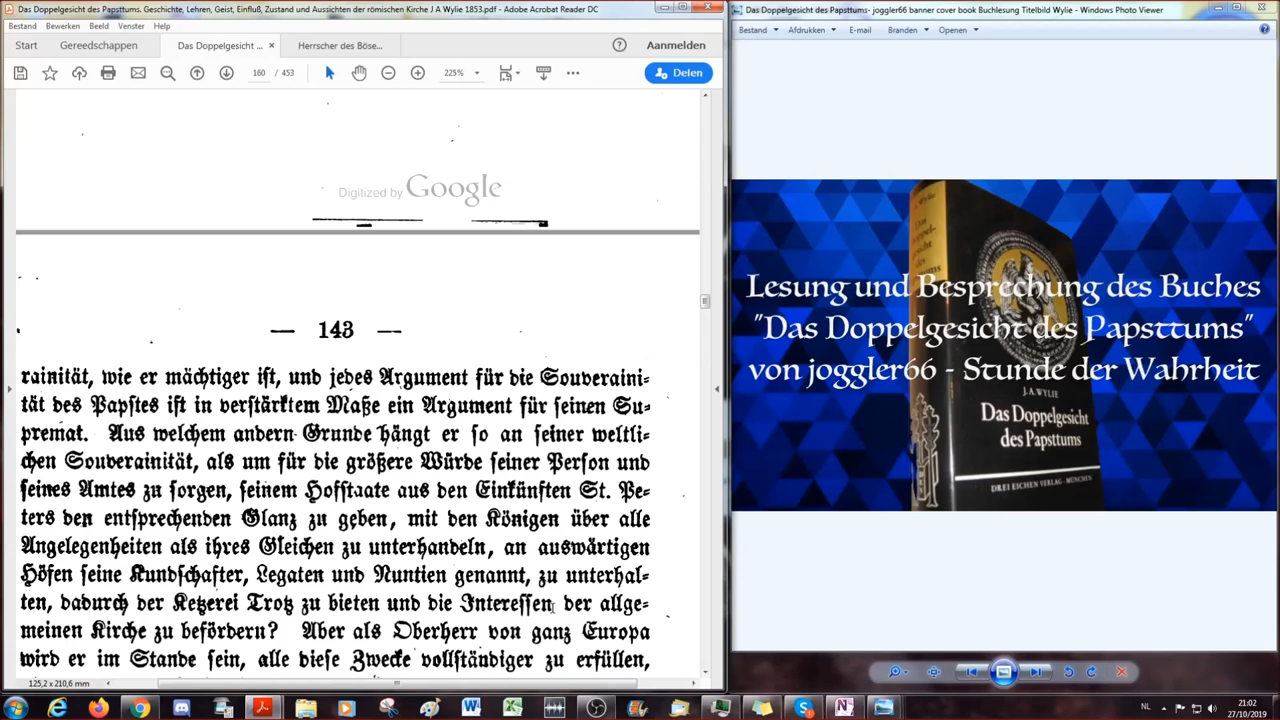 Das Doppelgesicht des Papsttums. Geschichte, Lehren, Geist, Einfluß, Zustand und Aussichten der römischen Kirche J A Wylie 1853.pdf - Adobe Acrobat Reader DC
Bestand Bewerken Beeld Venster Help
Start Gereedschappen Das Doppelgesicht ... × Herrscher des Böse... Aanmelden
160 / 453 225% Delen
Digitized by Google
— 143 —
rainität, wie er mächtiger ist, und jedes Argument für die Souveraini-
tät des Papstes ist in verstärktem Maße ein Argument für seinen Su-
premat. Aus welchem andern Grunde hängt er so an seiner weltli-
chen Souverainität, als um für die größere Würde seiner Person und
seines Amtes zu sorgen, seinem Hofstaate aus den Einkünften St. Pe-
ters den entsprechenden Glanz zu geben, mit den Königen über alle
Angelegenheiten als ihres Gleichen zu unterhandeln, an auswärtigen
Höfen seine Kundschafter, Legaten und Nuntien genannt, zu unterhal-
ten, dadurch der Ketzerei Trotz zu bieten und die Interessen der allge-
meinen Kirche zu befördern? Aber als Oberherr von ganz Europa
wird er im Stande sein, alle diese Zwecke vollständiger zu erfüllen,
125,2 x 210,6 mm
Das Doppelgesicht des Papsttums- joggler66 banner cover book Buchlesung Titelbild Wylie - Windows Photo Viewer
Bestand Afdrukken E-mail Branden Openen
Lesung und Besprechung des Buches
"Das Doppelgesicht des Papsttums"
von joggler66 - Stunde der Wahrheit
J.A. WYLIE
Das Doppelgesicht
des Papsttums
DREI EICHEN VERLAG · MÜNCHEN
NL 21:02
27/10/2019